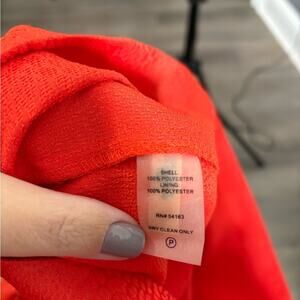 SHELL
100% POLYESTER
LINING:
100% POLYESTER
RN# 54163
DRY CLEAN ONLY
P